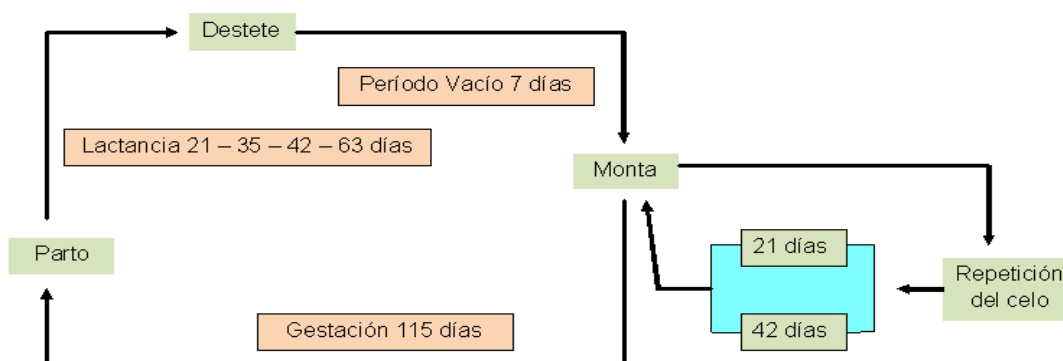 Destete
Período Vacío 7 días
Lactancia 21 – 35 – 42 – 63 días
Monta
Parto
21 días
Repetición
del celo
Gestación 115 días
42 días